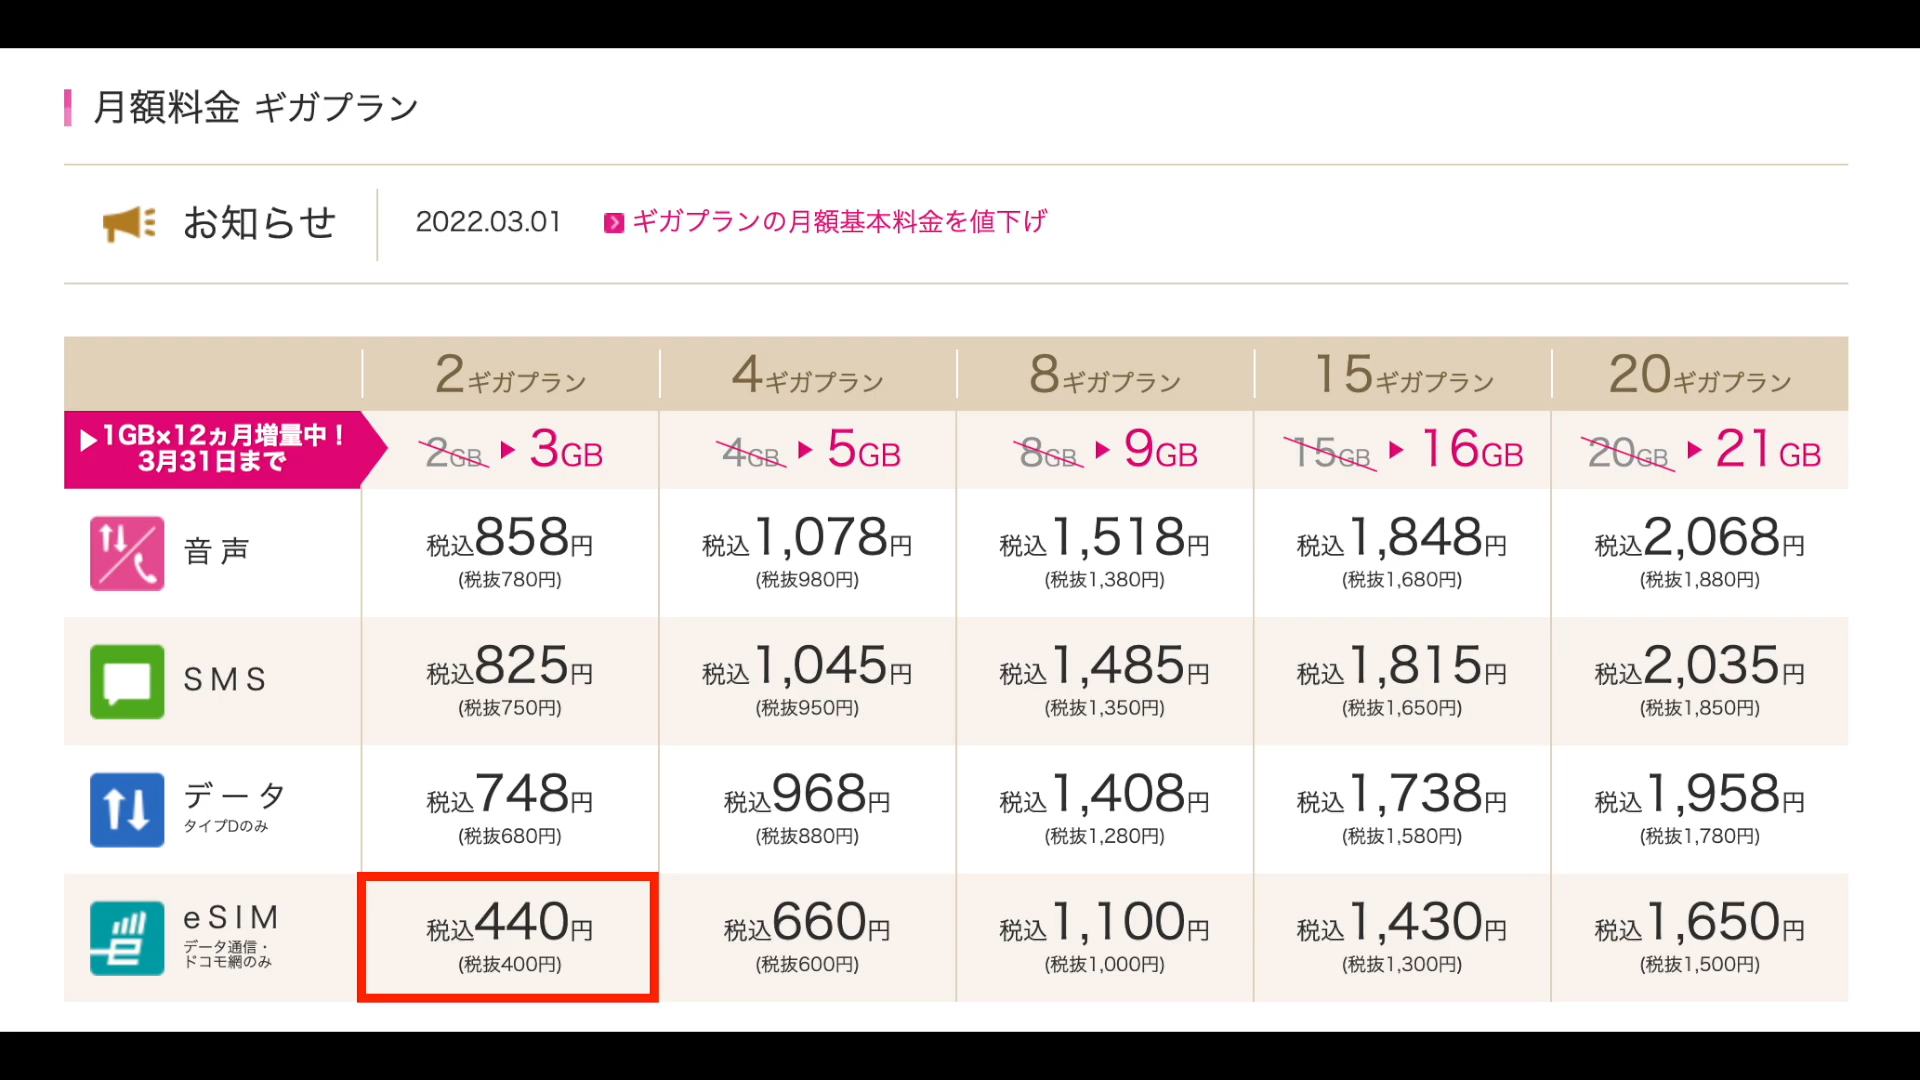 月額料金 ギガプラン
お知らせ 2022.03.01 ギガプランの月額基本料金を値下げ
2ギガプラン 4ギガプラン 8ギガプラン 15ギガプラン 20ギガプラン
▶1GB×12ヵ月増量中！
3月31日まで
2GB ▶ 3GB 4GB ▶ 5GB 8GB ▶ 9GB 15GB ▶ 16GB 20GB ▶ 21GB
音声 税込858円 税込1,078円 税込1,518円 税込1,848円 税込2,068円
(税抜780円) (税抜980円) (税抜1,380円) (税抜1,680円) (税抜1,880円)
SMS 税込825円 税込1,045円 税込1,485円 税込1,815円 税込2,035円
(税抜750円) (税抜950円) (税抜1,350円) (税抜1,650円) (税抜1,850円)
データ 税込748円 税込968円 税込1,408円 税込1,738円 税込1,958円
タイプDのみ (税抜680円) (税抜880円) (税抜1,280円) (税抜1,580円) (税抜1,780円)
eSIM 税込440円 税込660円 税込1,100円 税込1,430円 税込1,650円
データ通信・
ドコモ網のみ (税抜400円) (税抜600円) (税抜1,000円) (税抜1,300円) (税抜1,500円)